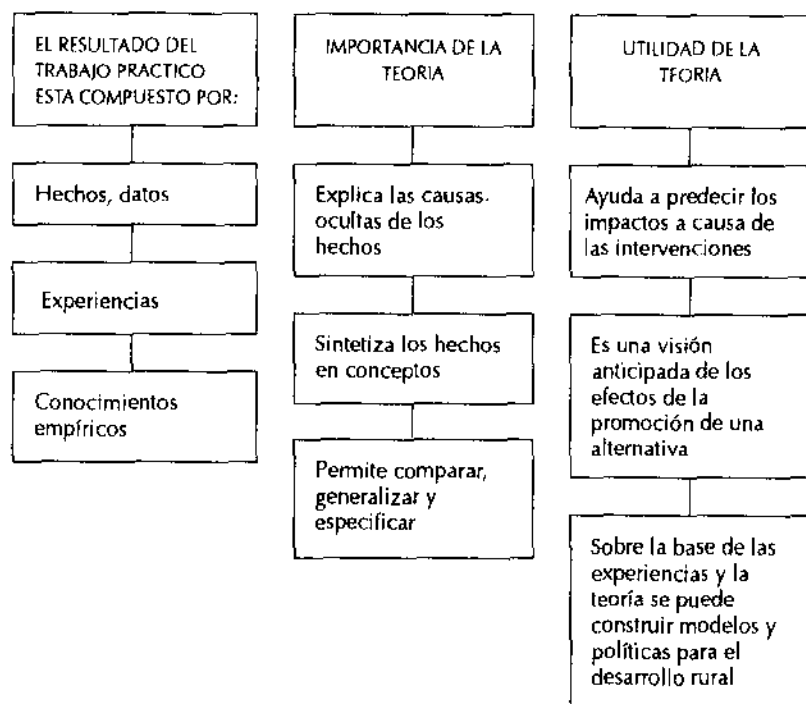 EL RESULTADO DEL
TRABAJO PRACTICO
ESTA COMPUESTO POR:
Hechos, datos
Experiencias
Conocimientos
empíricos
IMPORTANCIA DE LA
TEORIA
Explica las causas
ocultas de los
hechos
Sintetiza los hechos
en conceptos
Permite comparar,
generalizar y
especificar
UTILIDAD DE LA
TEORIA
Ayuda a predecir los
impactos a causa de
las intervenciones
Es una visión
anticipada de los
efectos de la
promoción de una
alternativa
Sobre la base de las
experiencias y la
teoría se puede
construir modelos y
políticas para el
desarrollo rural